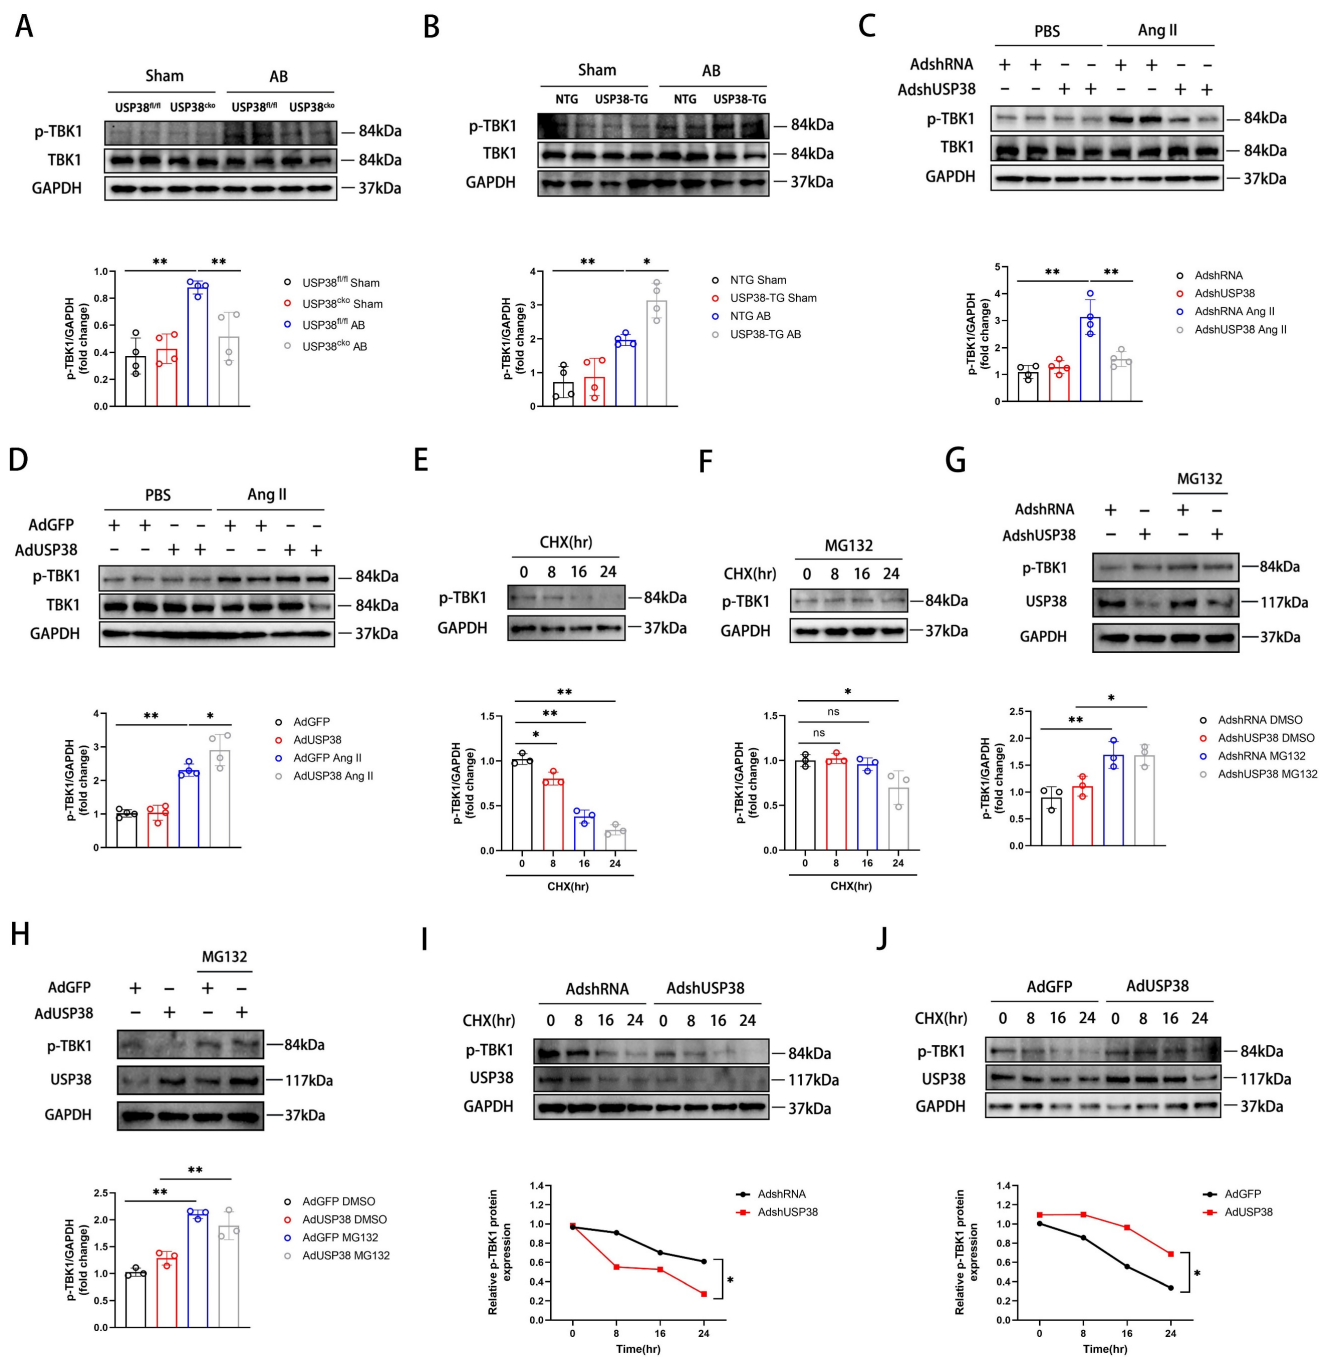 A
Sham AB
USP38fl/fl USP38cko USP38fl/fl USP38cko
p-TBK1 84kDa
TBK1 84kDa
GAPDH 37kDa
** **
p-TBK1/GAPDH
(fold change)
1.0
0.8
0.6
0.4
0.2
0.0
USP38fl/fl Sham
USP38cko Sham
USP38fl/fl AB
USP38cko AB
B
Sham AB
NTG USP38-TG NTG USP38-TG
p-TBK1 84kDa
TBK1 84kDa
GAPDH 37kDa
** *
p-TBK1/GAPDH
(fold change)
4
3
2
1
0
NTG Sham
USP38-TG Sham
NTG AB
USP38-TG AB
C
PBS Ang II
AdshRNA + + − − + + − −
AdshUSP38 − − + + − − + +
p-TBK1 84kDa
TBK1 84kDa
GAPDH 37kDa
** **
p-TBK1/GAPDH
(fold change)
5
4
3
2
1
0
AdshRNA
AdshUSP38
AdshRNA Ang II
AdshUSP38 Ang II
D
PBS Ang II
AdGFP + + − − + + − −
AdUSP38 − − + + − − + +
p-TBK1 84kDa
TBK1 84kDa
GAPDH 37kDa
** *
p-TBK1/GAPDH
(fold change)
4
3
2
1
0
AdGFP
AdUSP38
AdGFP Ang II
AdUSP38 Ang II
E
CHX(hr)
0 8 16 24
p-TBK1 84kDa
GAPDH 37kDa
**
**
*
p-TBK1/GAPDH
(fold change)
1.5
1.0
0.5
0.0
0 8 16 24
CHX(hr)
F
MG132
CHX(hr) 0 8 16 24
p-TBK1 84kDa
GAPDH 37kDa
*
ns
ns
p-TBK1/GAPDH
(fold change)
1.5
1.0
0.5
0.0
0 8 16 24
CHX(hr)
G
MG132
AdshRNA + − + −
AdshUSP38 − + − +
p-TBK1 84kDa
USP38 117kDa
GAPDH 37kDa
*
**
p-TBK1/GAPDH
(fold change)
2.5
2.0
1.5
1.0
0.5
0.0
AdshRNA DMSO
AdshUSP38 DMSO
AdshRNA MG132
AdshUSP38 MG132
H
MG132
AdGFP + − + −
AdUSP38 − + − +
p-TBK1 84kDa
USP38 117kDa
GAPDH 37kDa
**
**
p-TBK1/GAPDH
(fold change)
2.5
2.0
1.5
1.0
0.5
0.0
AdGFP DMSO
AdUSP38 DMSO
AdGFP MG132
AdUSP38 MG132
I
AdshRNA AdshUSP38
CHX(hr) 0 8 16 24 0 8 16 24
p-TBK1 84kDa
USP38 117kDa
GAPDH 37kDa
Relative p-TBK1 protein
expression
1.4
1.2
1.0
0.8
0.6
0.4
0.2
0.0
0 8 16 24
Time(hr)
AdshRNA
AdshUSP38
*
J
AdGFP AdUSP38
CHX(hr) 0 8 16 24 0 8 16 24
p-TBK1 84kDa
USP38 117kDa
GAPDH 37kDa
Relative p-TBK1 protein
expression
1.4
1.2
1.0
0.8
0.6
0.4
0.2
0.0
0 8 16 24
Time(hr)
AdGFP
AdUSP38
*